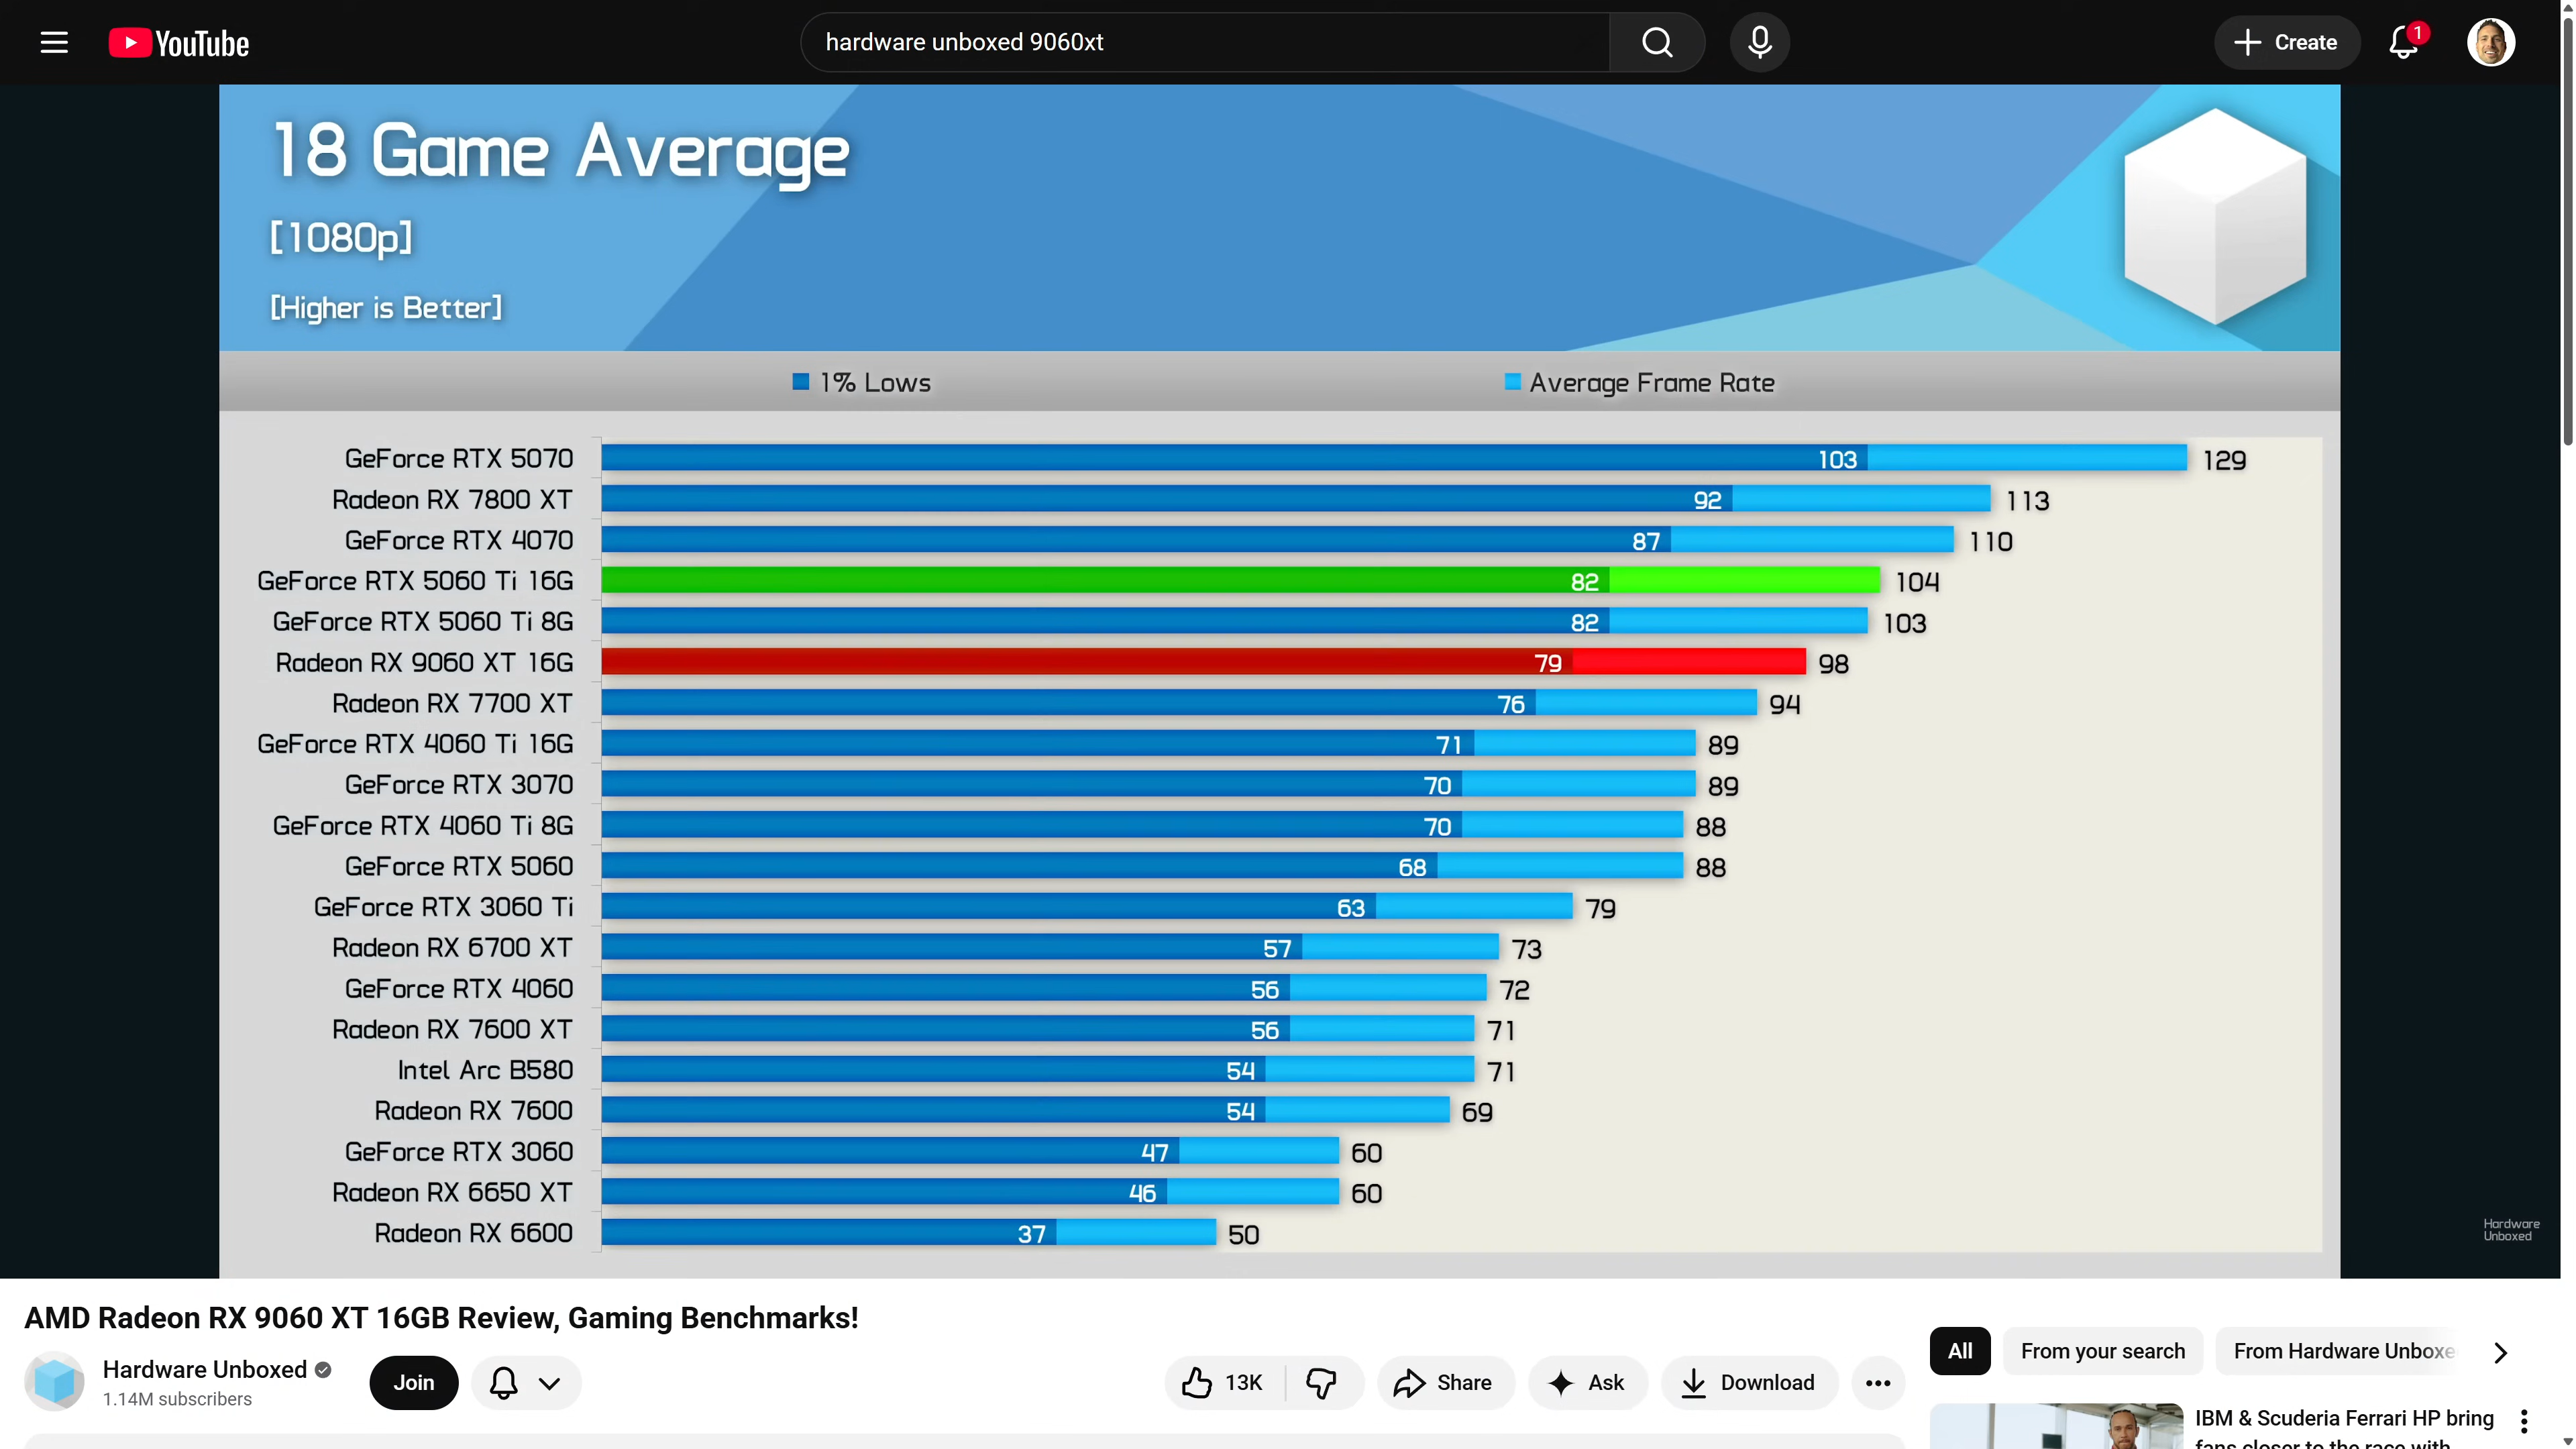 YouTube
hardware unboxed 9060xt
Create
1
18 Game Average
[1080p]
[Higher is Better]
1% Lows
Average Frame Rate
GeForce RTX 5070 103 129
Radeon RX 7800 XT 92 113
GeForce RTX 4070 87 110
GeForce RTX 5060 Ti 16G 82 104
GeForce RTX 5060 Ti 8G 82 103
Radeon RX 9060 XT 16G 79 98
Radeon RX 7700 XT 76 94
GeForce RTX 4060 Ti 16G 71 89
GeForce RTX 3070 70 89
GeForce RTX 4060 Ti 8G 70 88
GeForce RTX 5060 68 88
GeForce RTX 3060 Ti 63 79
Radeon RX 6700 XT 57 73
GeForce RTX 4060 56 72
Radeon RX 7600 XT 56 71
Intel Arc B580 54 71
Radeon RX 7600 54 69
GeForce RTX 3060 47 60
Radeon RX 6650 XT 46 60
Radeon RX 6600 37 50
Hardware
Unboxed
AMD Radeon RX 9060 XT 16GB Review, Gaming Benchmarks!
Hardware Unboxed
1.14M subscribers
Join
13K
Share
Ask
Download
All
From your search
From Hardware Unboxe
IBM & Scuderia Ferrari HP bring
fans closer to the race with